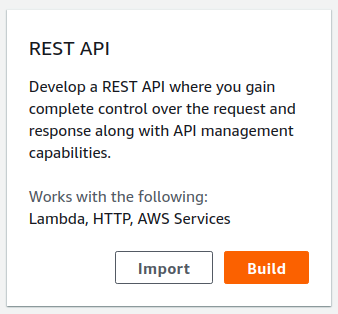 REST API
Develop a REST API where you gain
complete control over the request and
response along with API management
capabilities.
Works with the following:
Lambda, HTTP, AWS Services
Import Build